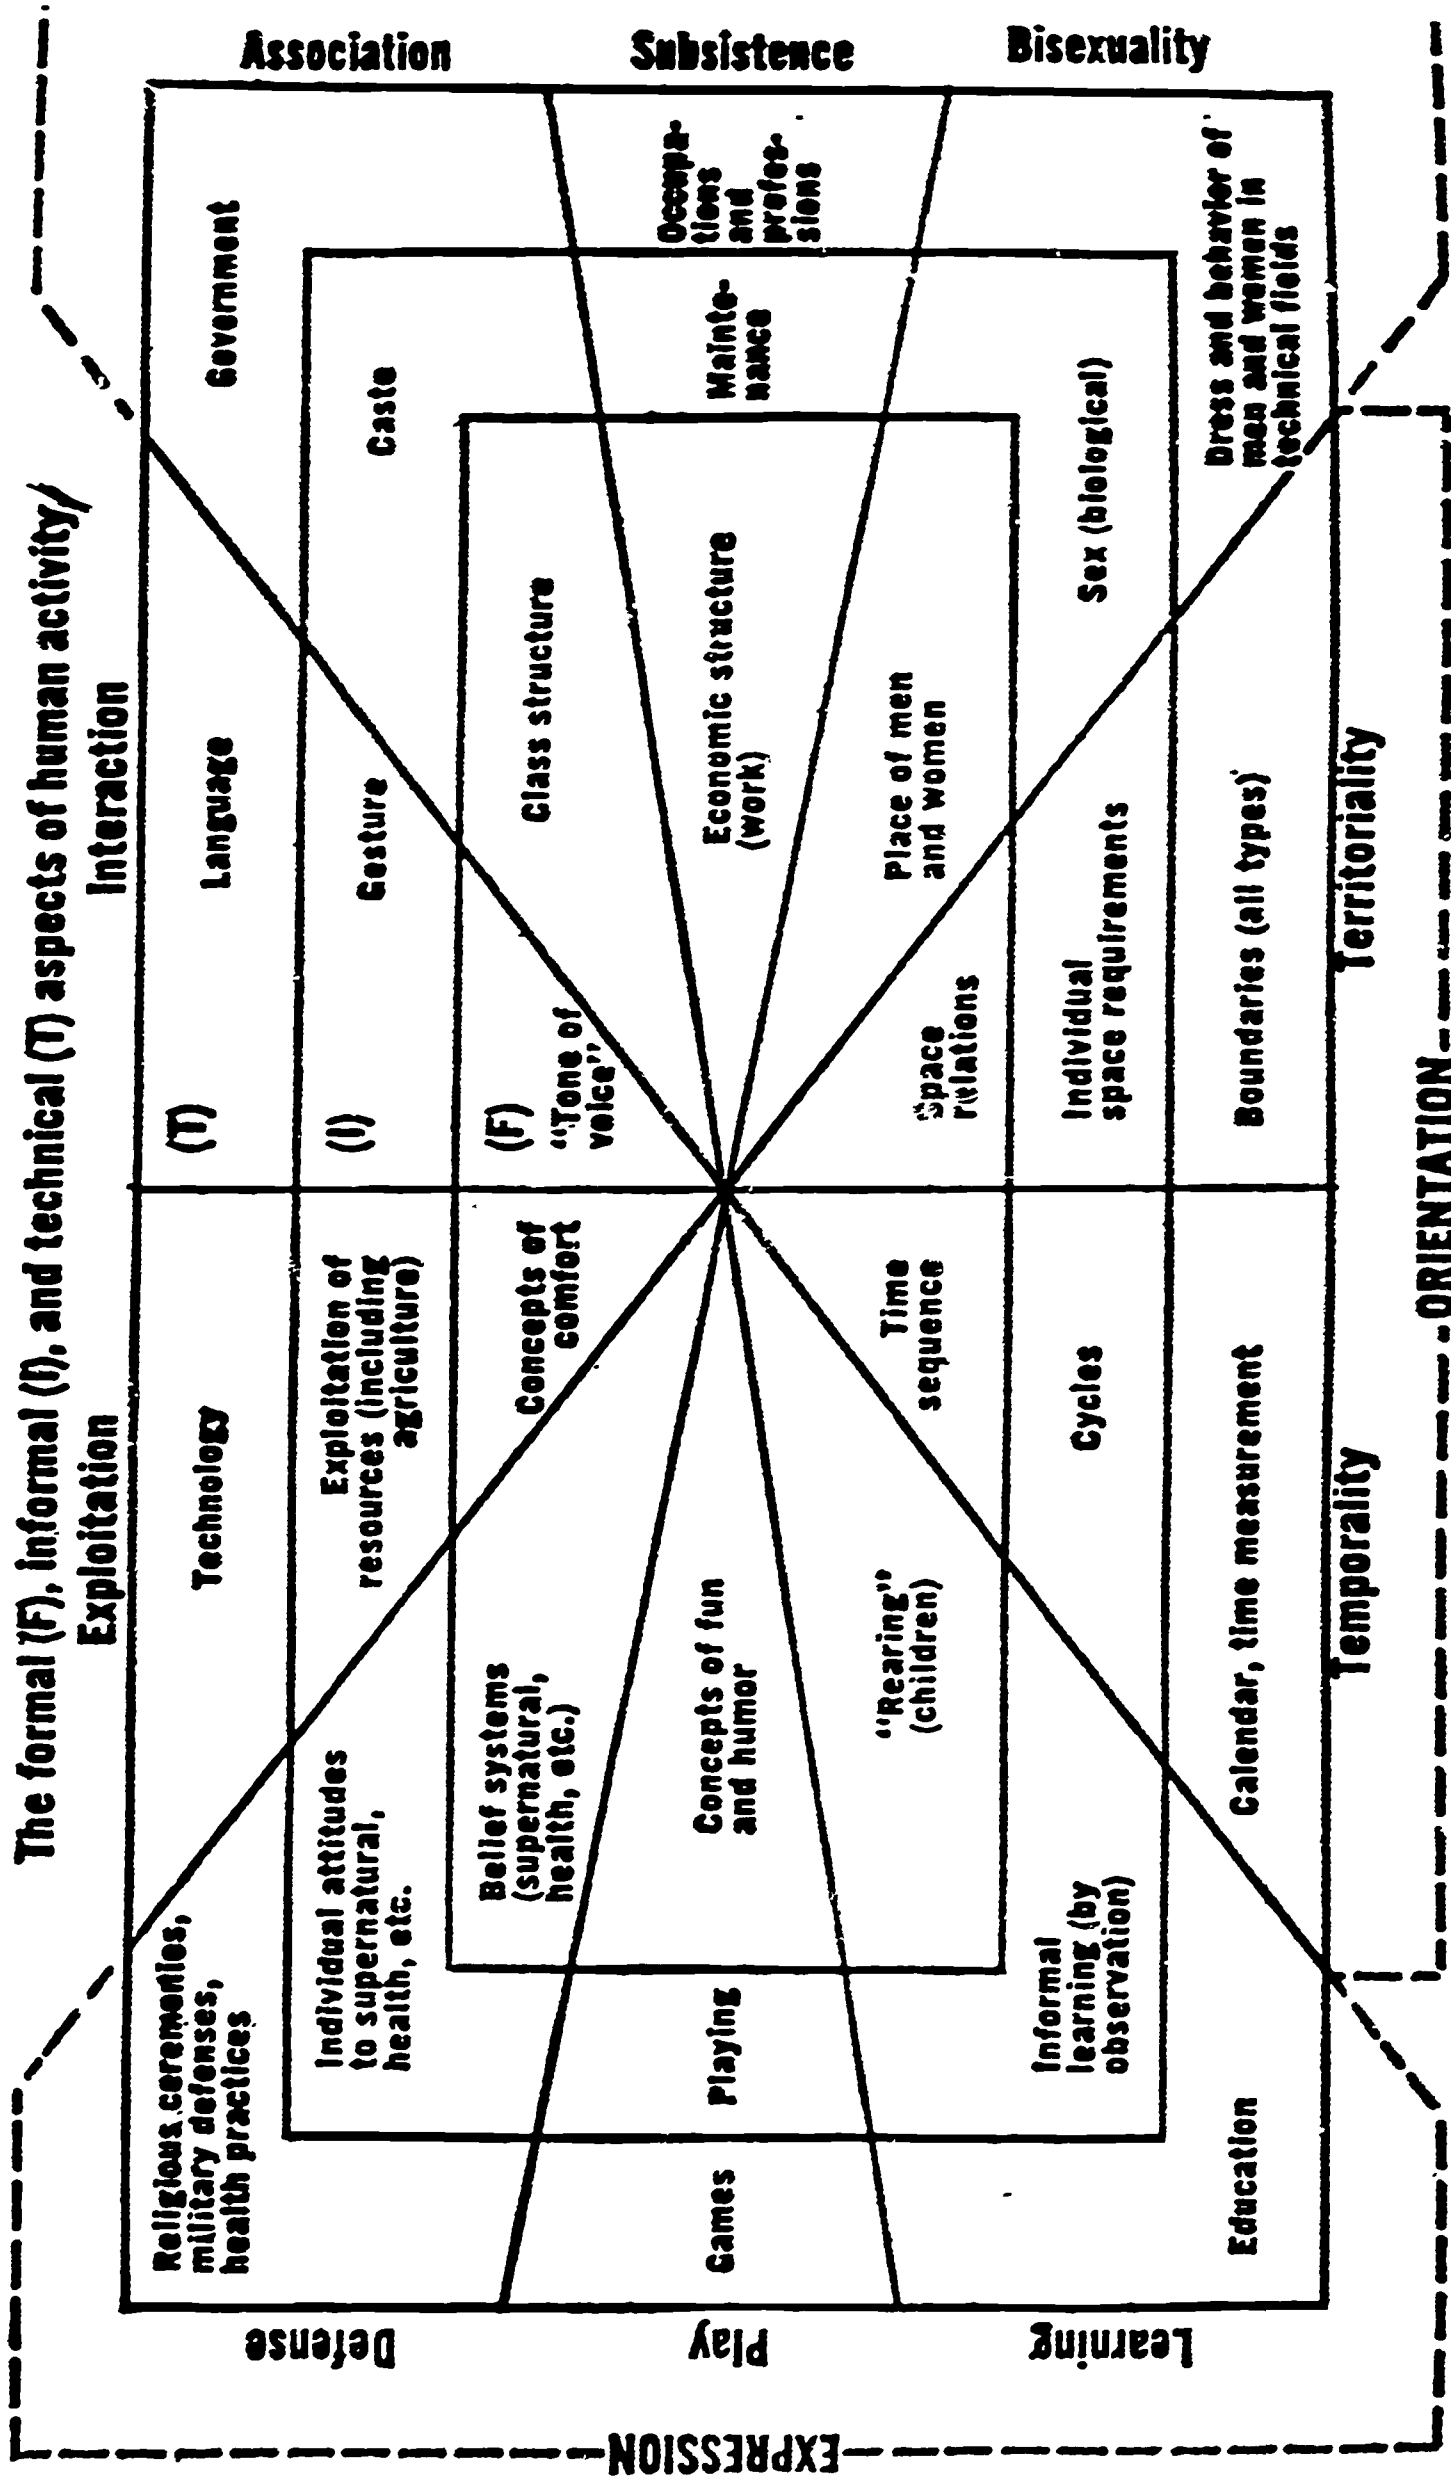 The formal (F), informal (I), and technical (T) aspects of human activity
Exploitation
Interaction
Religious ceremonies,
military defenses,
health practices
Technology
(T)
Language
Government
Individual attitudes
to supernatural,
health, etc.
Exploitation of
resources (including
agriculture)
(I)
Gesture
Caste
Belief systems
(supernatural,
health, etc.)
Concepts of
comfort
(F)
"Tone of
voice"
Class structure
Defense
Play
Learning
EXPRESSION
Games
Playing
Concepts of fun
and humor
Economic structure
(work)
Mainte-
nance
Occupa-
tions
and
profes-
sions
Association
Subsistence
Bisexuality
"Rearing"
(children)
Time
sequence
Space
relations
Place of men
and women
Informal
learning (by
observation)
Cycles
Individual
space requirements
Sex (biological)
Education
Calendar, time measurement
Boundaries (all types)
Dress and behavior of
men and women in
technical fields
Temporality
Territoriality
ORIENTATION